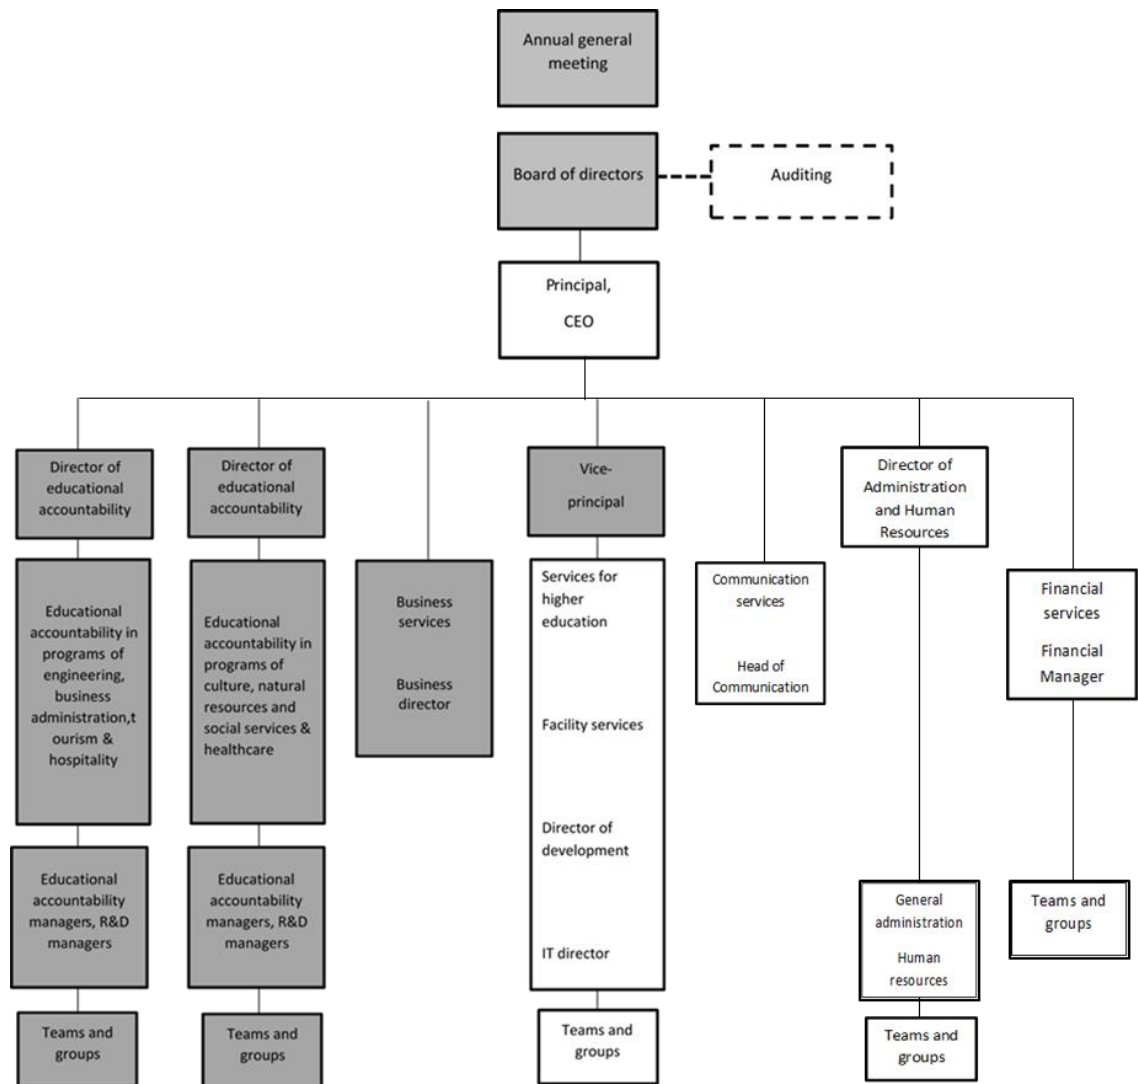 Annual general
meeting
Board of directors
Auditing
Principal,
CEO
Director of
educational
accountability
Director of
educational
accountability
Vice-
principal
Director of
Administration
and Human
Resources
Educational
accountability in
programs of
engineering,
business
administration,t
ourism &
hospitality
Educational
accountability in
programs of
culture, natural
resources and
social services &
healthcare
Business
services
Business
director
Services for
higher
education
Facility services
Director of
development
IT director
Communication
services
Head of
Communication
Financial
services
Financial
Manager
Educational
accountability
managers, R&D
managers
Educational
accountability
managers, R&D
managers
General
administration
Human
resources
Teams and
groups
Teams and
groups
Teams and
groups
Teams and
groups
Teams and
groups